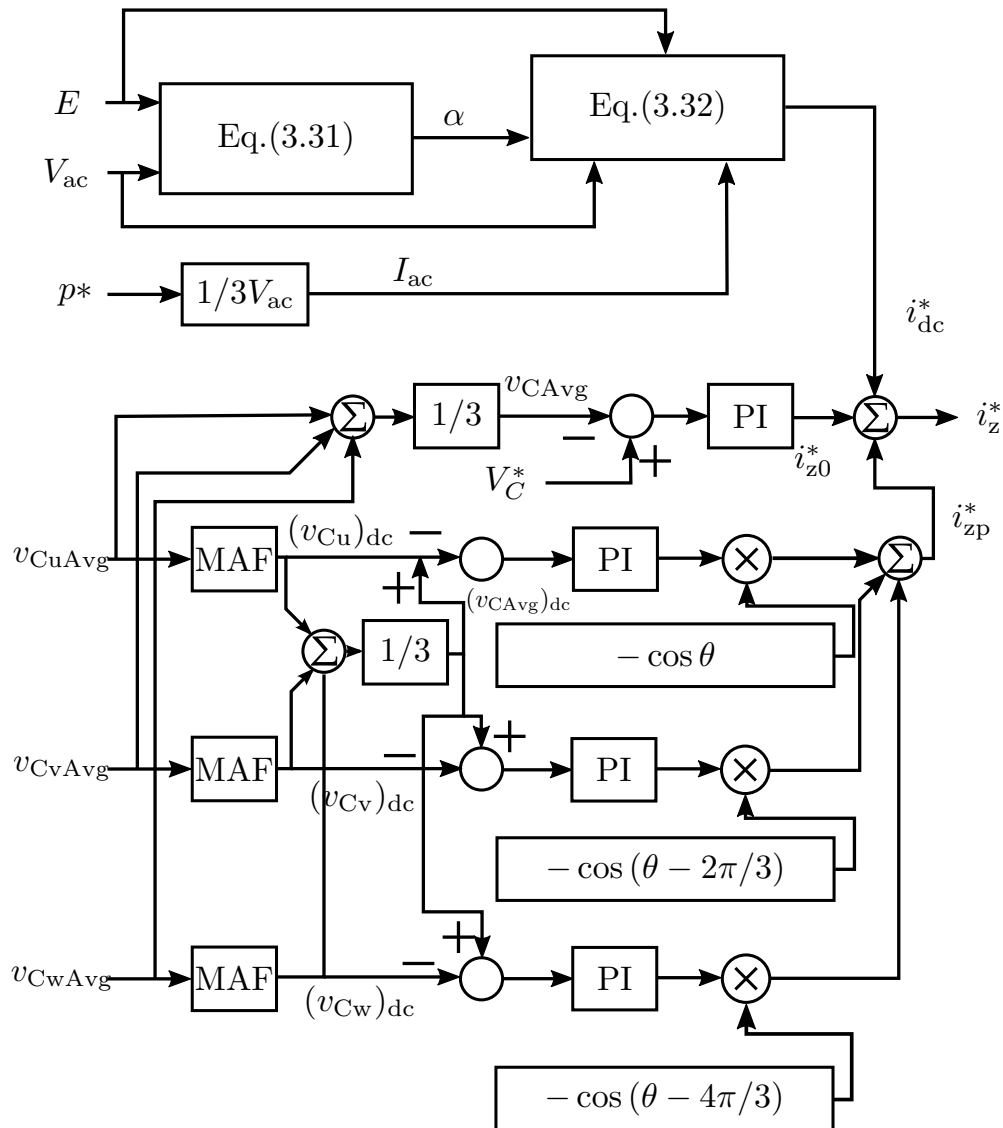 E
Eq.(3.31)
α
Eq.(3.32)
V_ac
p*
1/3V_ac
I_ac
i*_dc
Σ
1/3
v_CAvg
−
+
V*_C
PI
i*_z0
Σ
i*_z
v_CuAvg
MAF
(v_Cu)_dc
−
+
(v_CAvg)_dc
PI
×
Σ
i*_zp
Σ
1/3
− cos θ
v_CvAvg
MAF
(v_Cv)_dc
−
+
PI
×
− cos (θ − 2π/3)
v_CwAvg
MAF
(v_Cw)_dc
−
+
PI
×
− cos (θ − 4π/3)